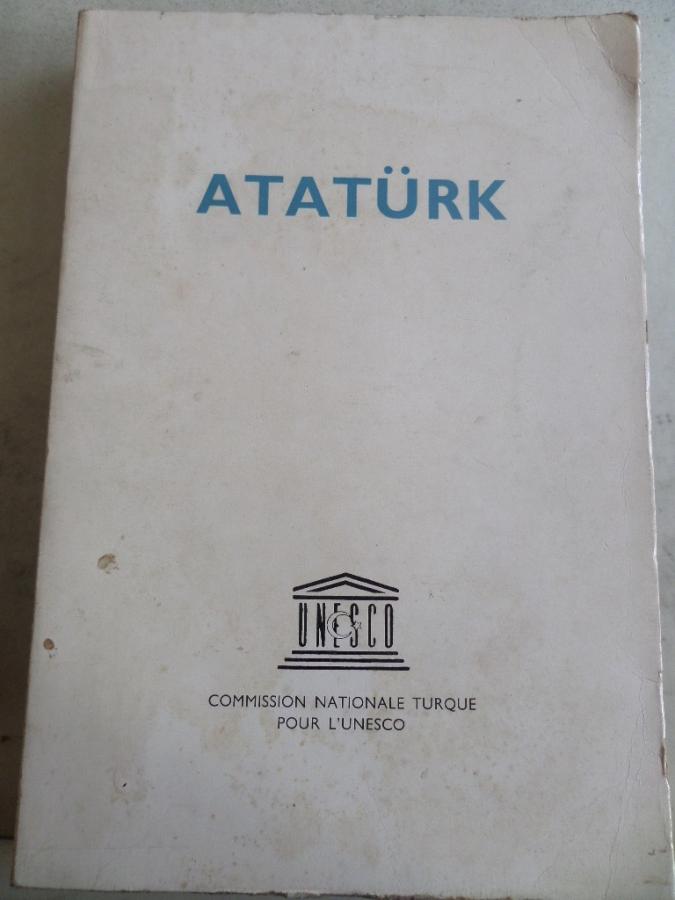 ATATÜRK
UNESCO
COMMISSION NATIONALE TURQUE
POUR L'UNESCO